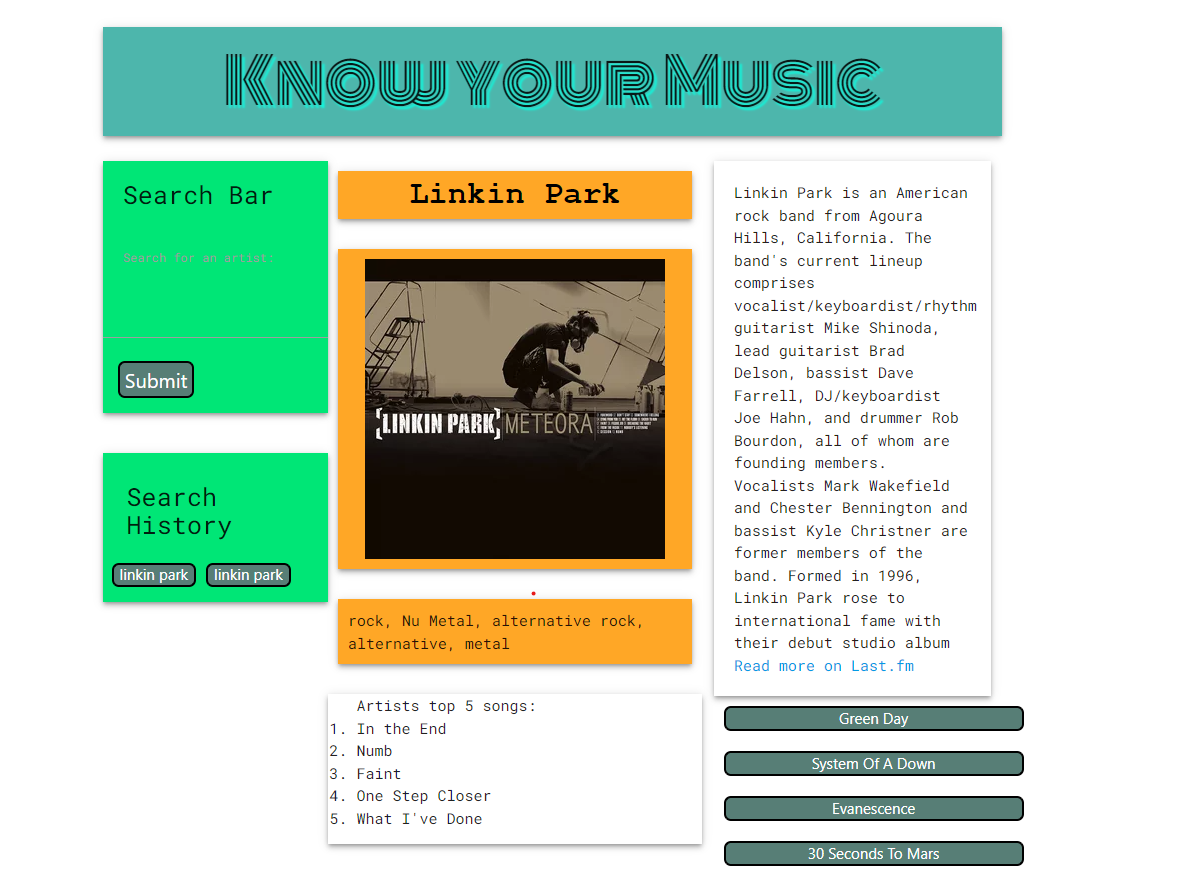 Know your Music
Search Bar
Search for an artist:
Submit
Search
History
linkin park
linkin park
Linkin Park
[LINKIN PARK] METEORA
rock, Nu Metal, alternative rock,
alternative, metal
Artists top 5 songs:
1. In the End
2. Numb
3. Faint
4. One Step Closer
5. What I've Done
Linkin Park is an American
rock band from Agoura
Hills, California. The
band's current lineup
comprises
vocalist/keyboardist/rhythm
guitarist Mike Shinoda,
lead guitarist Brad
Delson, bassist Dave
Farrell, DJ/keyboardist
Joe Hahn, and drummer Rob
Bourdon, all of whom are
founding members.
Vocalists Mark Wakefield
and Chester Bennington and
bassist Kyle Christner are
former members of the
band. Formed in 1996,
Linkin Park rose to
international fame with
their debut studio album
Read more on Last.fm
Green Day
System Of A Down
Evanescence
30 Seconds To Mars